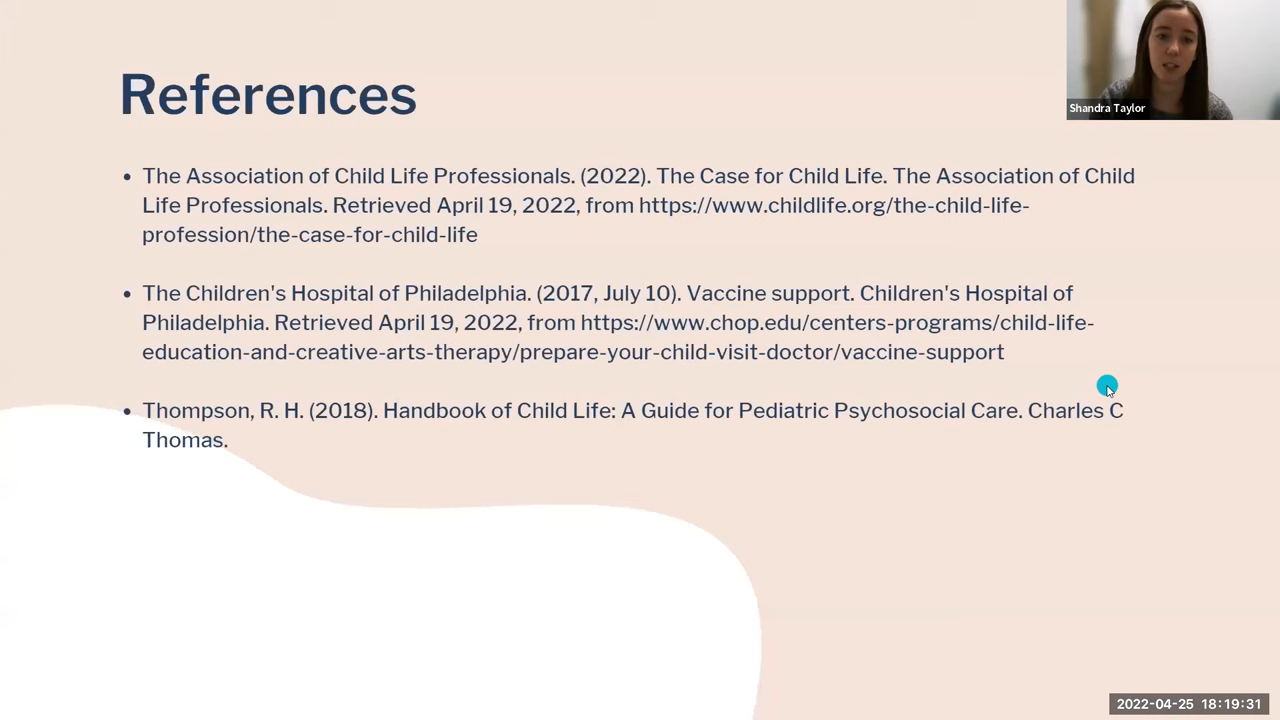 References
Shandra Taylor
• The Association of Child Life Professionals. (2022). The Case for Child Life. The Association of Child
Life Professionals. Retrieved April 19, 2022, from https://www.childlife.org/the-child-life-
profession/the-case-for-child-life
• The Children's Hospital of Philadelphia. (2017, July 10). Vaccine support. Children's Hospital of
Philadelphia. Retrieved April 19, 2022, from https://www.chop.edu/centers-programs/child-life-
education-and-creative-arts-therapy/prepare-your-child-visit-doctor/vaccine-support
• Thompson, R. H. (2018). Handbook of Child Life: A Guide for Pediatric Psychosocial Care. Charles C
Thomas.
2022-04-25 18:19:31